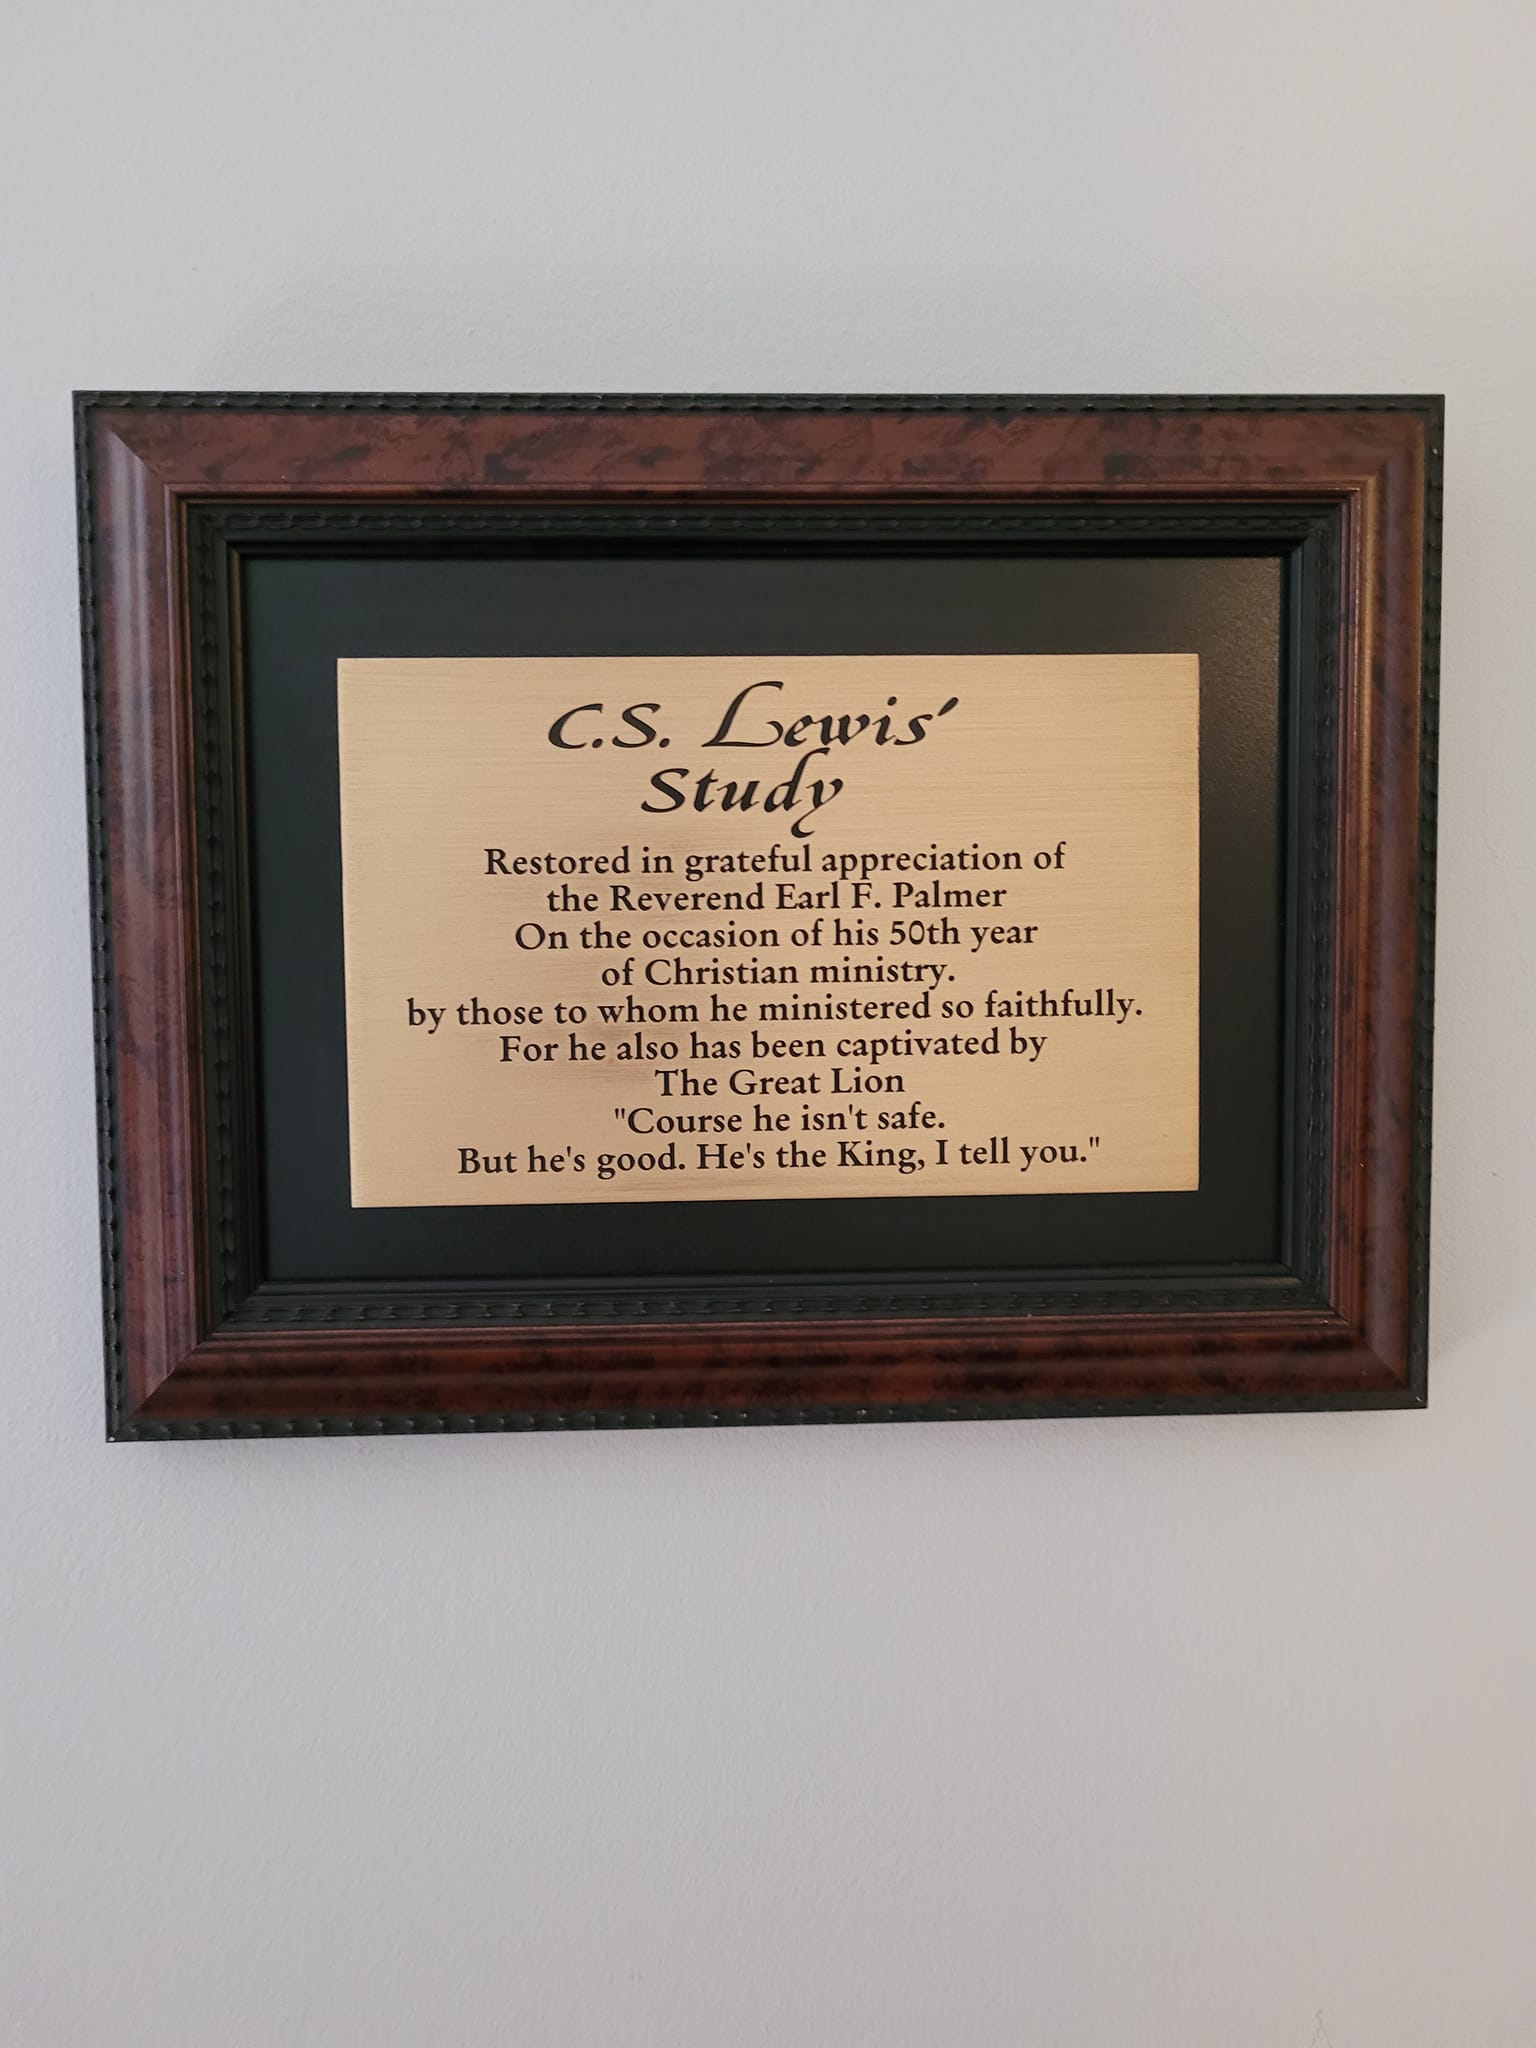 C.S. Lewis'
Study
Restored in grateful appreciation of
the Reverend Earl F. Palmer
On the occasion of his 50th year
of Christian ministry.
by those to whom he ministered so faithfully.
For he also has been captivated by
The Great Lion
"Course he isn't safe.
But he's good. He's the King, I tell you."